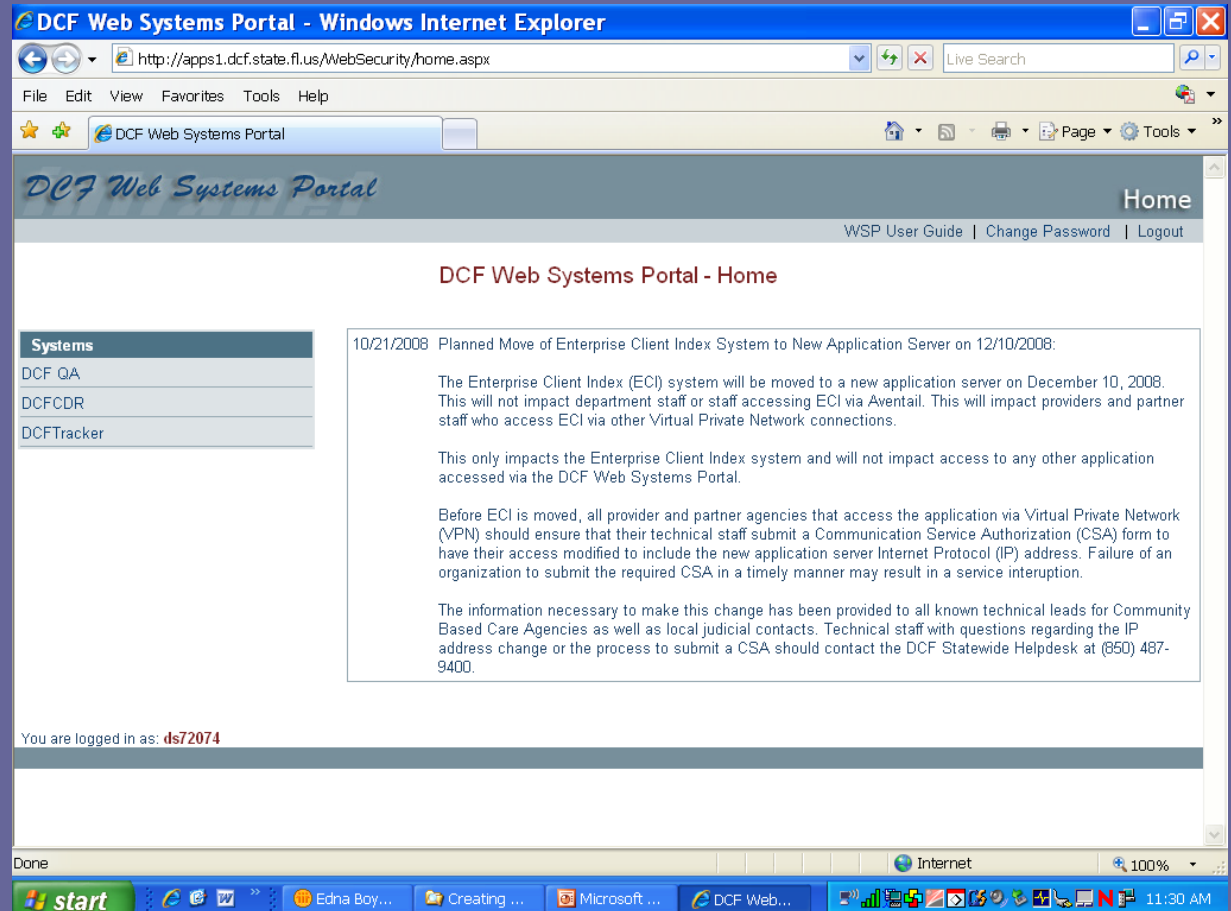 DCF Web Systems Portal - Windows Internet Explorer
http://apps1.dcf.state.fl.us/WebSecurity/home.aspx
Live Search
File Edit View Favorites Tools Help
DCF Web Systems Portal
Page Tools »
DCF Web Systems Portal
Intranet
Home
WSP User Guide | Change Password | Logout
DCF Web Systems Portal - Home
Systems
DCF QA
DCFCDR
DCFTracker
10/21/2008 Planned Move of Enterprise Client Index System to New Application Server on 12/10/2008:
The Enterprise Client Index (ECI) system will be moved to a new application server on December 10, 2008.
This will not impact department staff or staff accessing ECI via Aventail. This will impact providers and partner
staff who access ECI via other Virtual Private Network connections.
This only impacts the Enterprise Client Index system and will not impact access to any other application
accessed via the DCF Web Systems Portal.
Before ECI is moved, all provider and partner agencies that access the application via Virtual Private Network
(VPN) should ensure that their technical staff submit a Communication Service Authorization (CSA) form to
have their access modified to include the new application server Internet Protocol (IP) address. Failure of an
organization to submit the required CSA in a timely manner may result in a service interuption.
The information necessary to make this change has been provided to all known technical leads for Community
Based Care Agencies as well as local judicial contacts. Technical staff with questions regarding the IP
address change or the process to submit a CSA should contact the DCF Statewide Helpdesk at (850) 487-
9400.
You are logged in as: ds72074
Done
Internet
100%
start
»
Edna Boy...
Creating ...
Microsoft ...
DCF Web...
11:30 AM